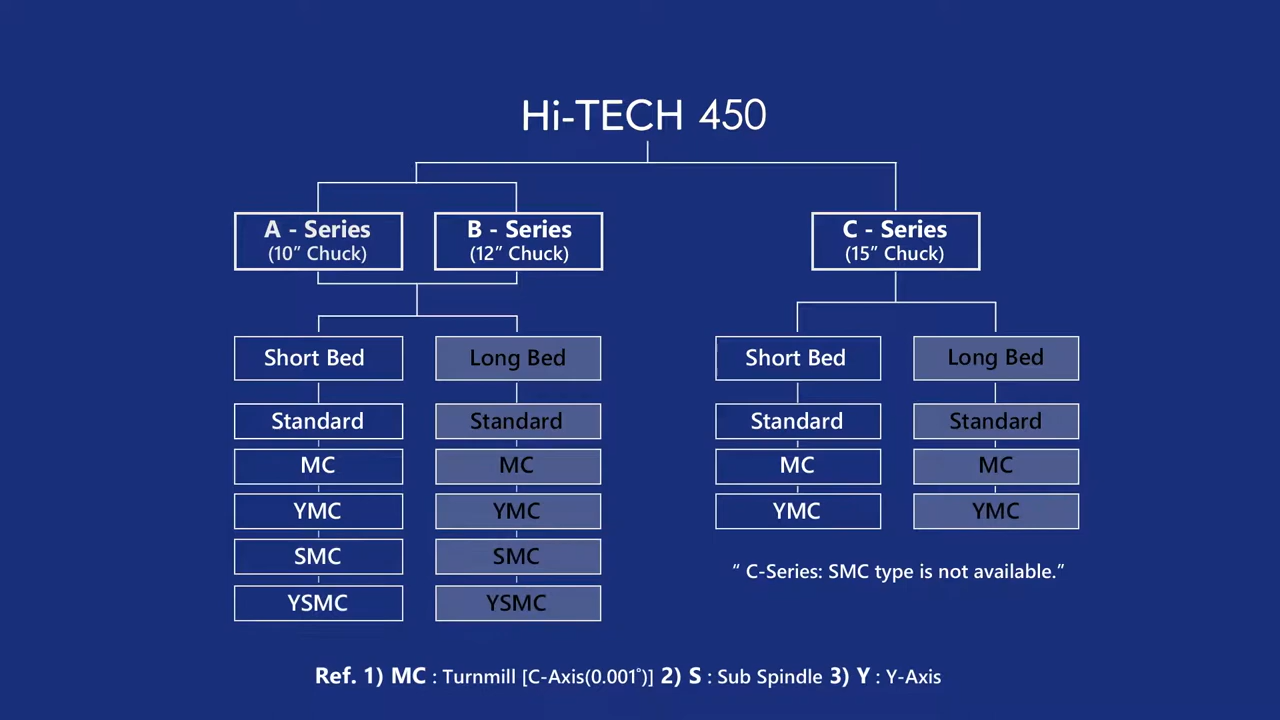 Hi-TECH 450
A - Series
(10” Chuck)
B - Series
(12” Chuck)
C - Series
(15” Chuck)
Short Bed
Standard
MC
YMC
SMC
YSMC
Long Bed
Standard
MC
YMC
SMC
YSMC
Short Bed
Standard
MC
YMC
Long Bed
Standard
MC
YMC
“ C-Series: SMC type is not available.”
Ref. 1) MC : Turnmill [C-Axis(0.001°)] 2) S : Sub Spindle 3) Y : Y-Axis